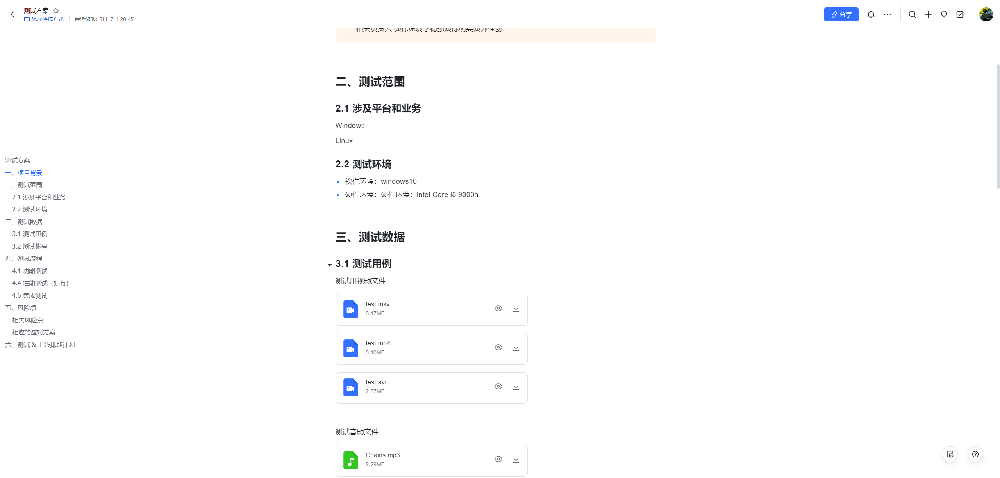 测试方案
添加快捷方式
最近修改: 5月17日 20:45
分享
测试方案
一、项目背景
二、测试范围
2.1 涉及平台和业务
2.2 测试环境
三、测试数据
3.1 测试用例
3.2 测试帐号
四、测试流程
4.1 功能测试
4.4 性能测试（如有）
4.6 集成测试
五、风险点
相关风险点
相应的应对方案
六、测试 & 上线排期计划
二、测试范围
2.1 涉及平台和业务
Windows
Linux
2.2 测试环境
软件环境：windows10
硬件环境：硬件环境：intel Core i5 9300h
三、测试数据
3.1 测试用例
测试用视频文件
test.mkv
3.17MB
test.mp4
3.10MB
test.avi
2.37MB
测试音频文件
Chains.mp3
2.29MB